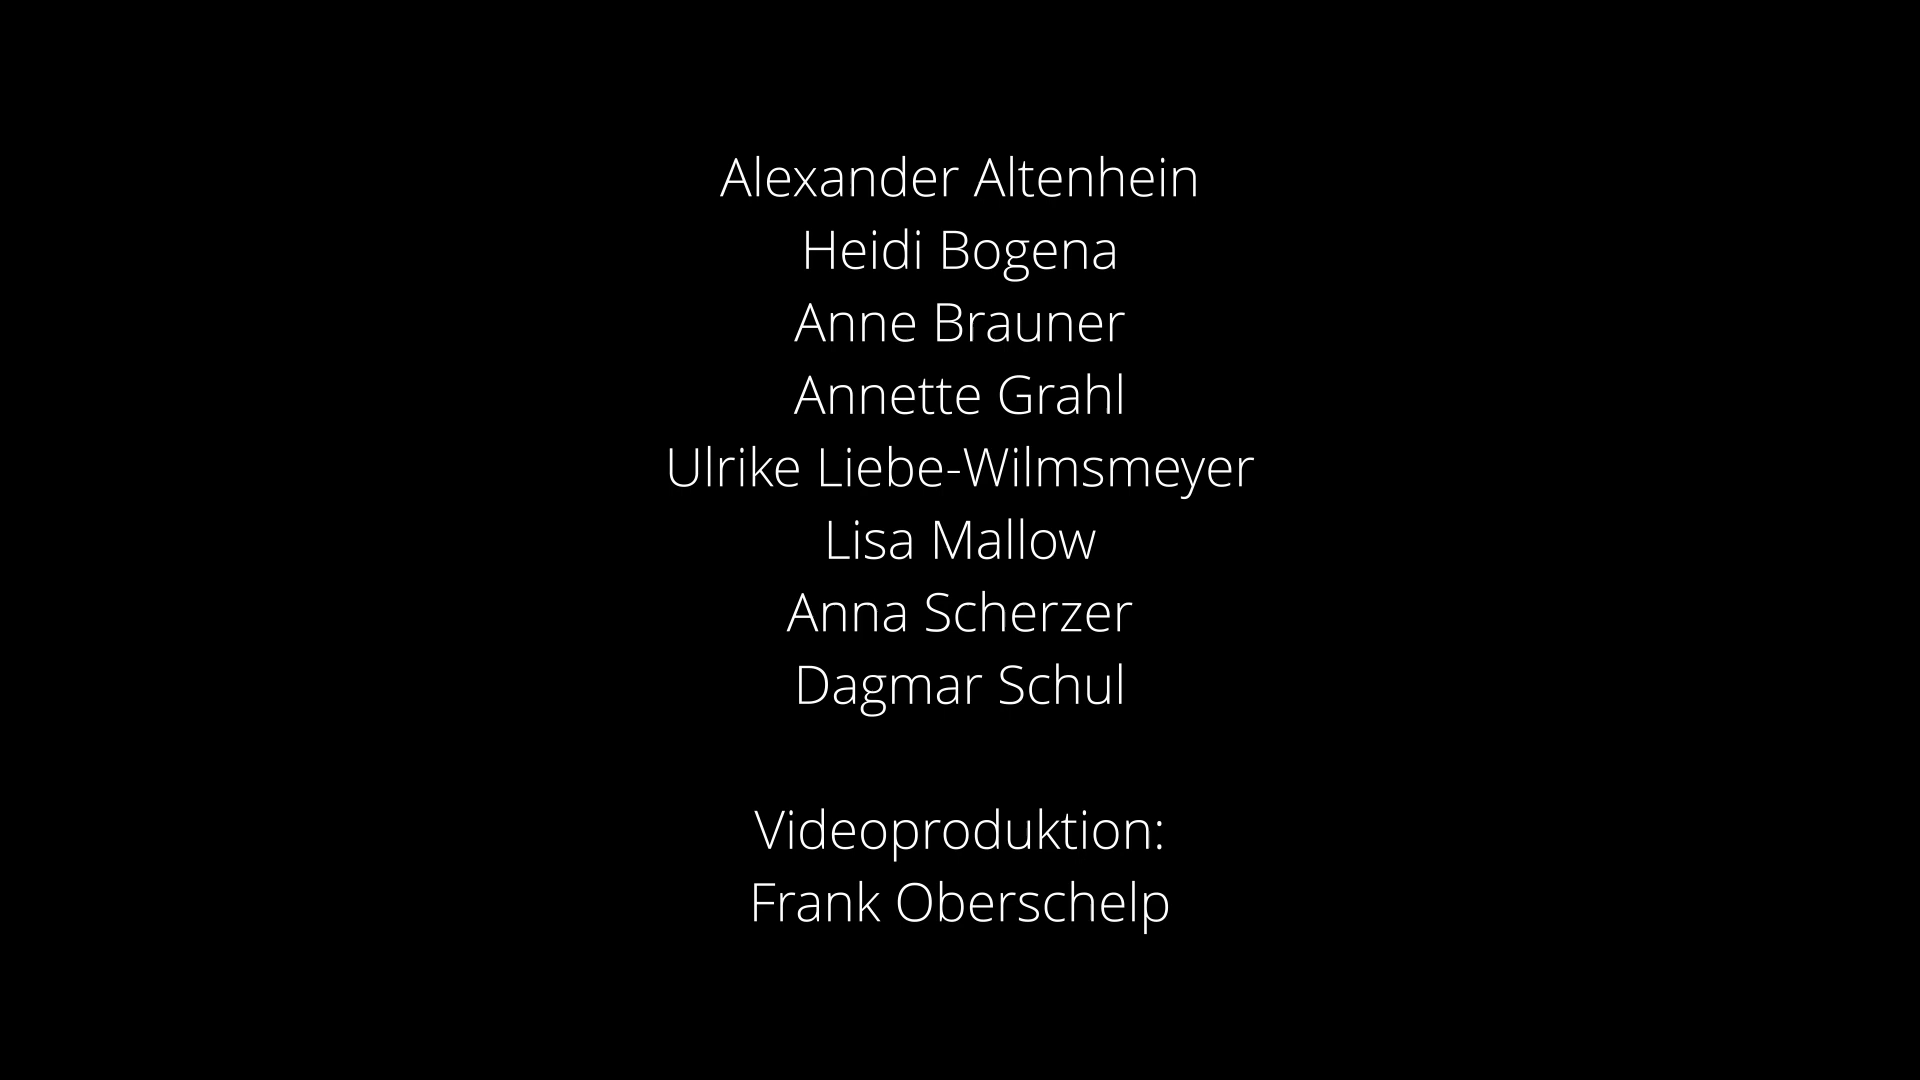 Alexander Altenhein
Heidi Bogena
Anne Brauner
Annette Grahl
Ulrike Liebe-Wilmsmeyer
Lisa Mallow
Anna Scherzer
Dagmar Schul
Videoproduktion:
Frank Oberschelp